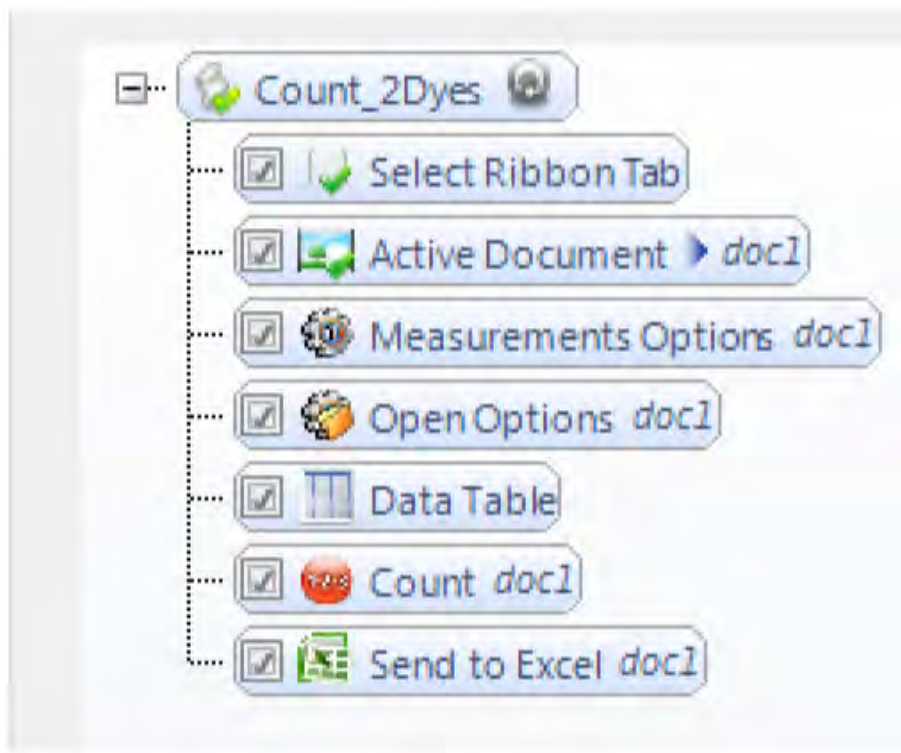 Count_2Dyes
Select Ribbon Tab
Active Document doc1
Measurements Options doc1
Open Options doc1
Data Table
Count doc1
Send to Excel doc1